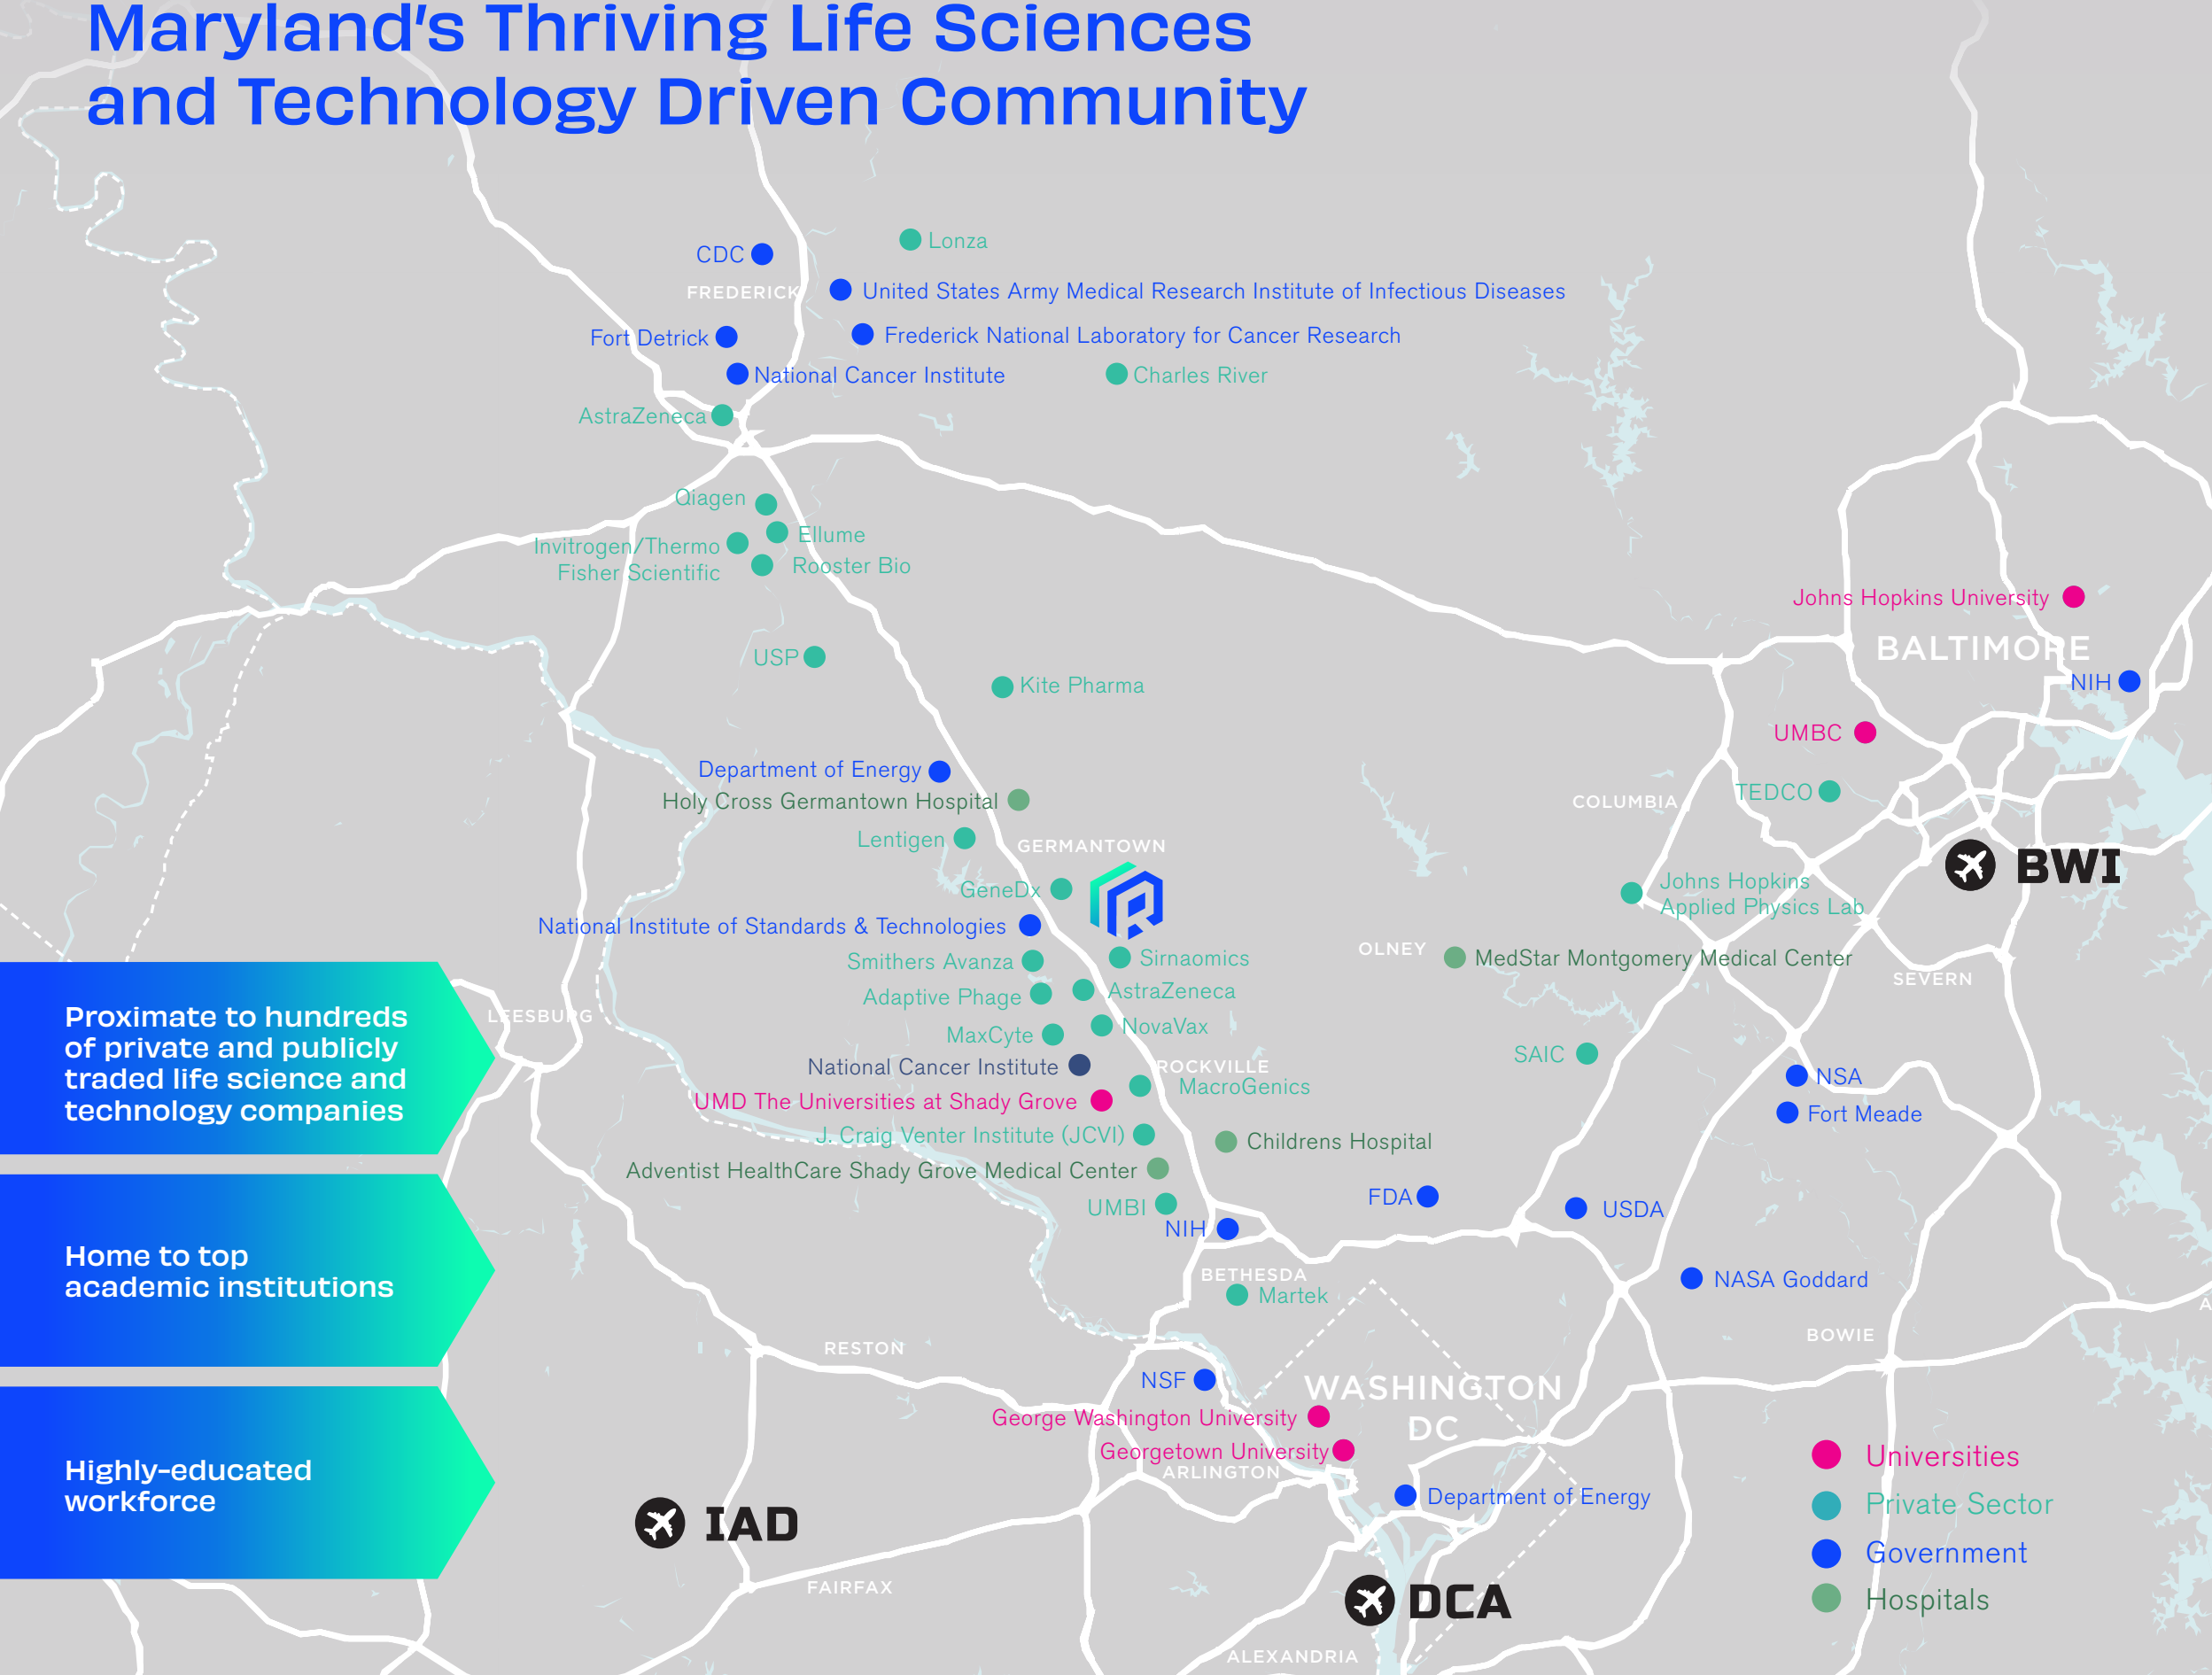 Maryland's Thriving Life Sciences
and Technology Driven Community
Lonza
CDC
FREDERICK
United States Army Medical Research Institute of Infectious Diseases
Fort Detrick
Frederick National Laboratory for Cancer Research
National Cancer Institute
Charles River
AstraZeneca
Qiagen
Ellume
Invitrogen/Thermo
Fisher Scientific
Rooster Bio
Johns Hopkins University
BALTIMORE
USP
Kite Pharma
NIH
UMBC
Department of Energy
TEDCO
Holy Cross Germantown Hospital
COLUMBIA
Lentigen
GERMANTOWN
BWI
GeneDx
Johns Hopkins
Applied Physics Lab
National Institute of Standards & Technologies
OLNEY
MedStar Montgomery Medical Center
Smithers Avanza
Sirnaomics
SEVERN
Adaptive Phage
AstraZeneca
LEESBURG
MaxCyte
NovaVax
SAIC
National Cancer Institute
ROCKVILLE
NSA
MacroGenics
UMD The Universities at Shady Grove
Fort Meade
J. Craig Venter Institute (JCVI)
Childrens Hospital
Adventist HealthCare Shady Grove Medical Center
UMBI
FDA
USDA
NIH
BETHESDA
NASA Goddard
Martek
BOWIE
RESTON
NSF
WASHINGTON
DC
George Washington University
Georgetown University
ARLINGTON
Department of Energy
IAD
FAIRFAX
DCA
ALEXANDRIA
Proximate to hundreds
of private and publicly
traded life science and
technology companies
Home to top
academic institutions
Highly-educated
workforce
Universities
Private Sector
Government
Hospitals